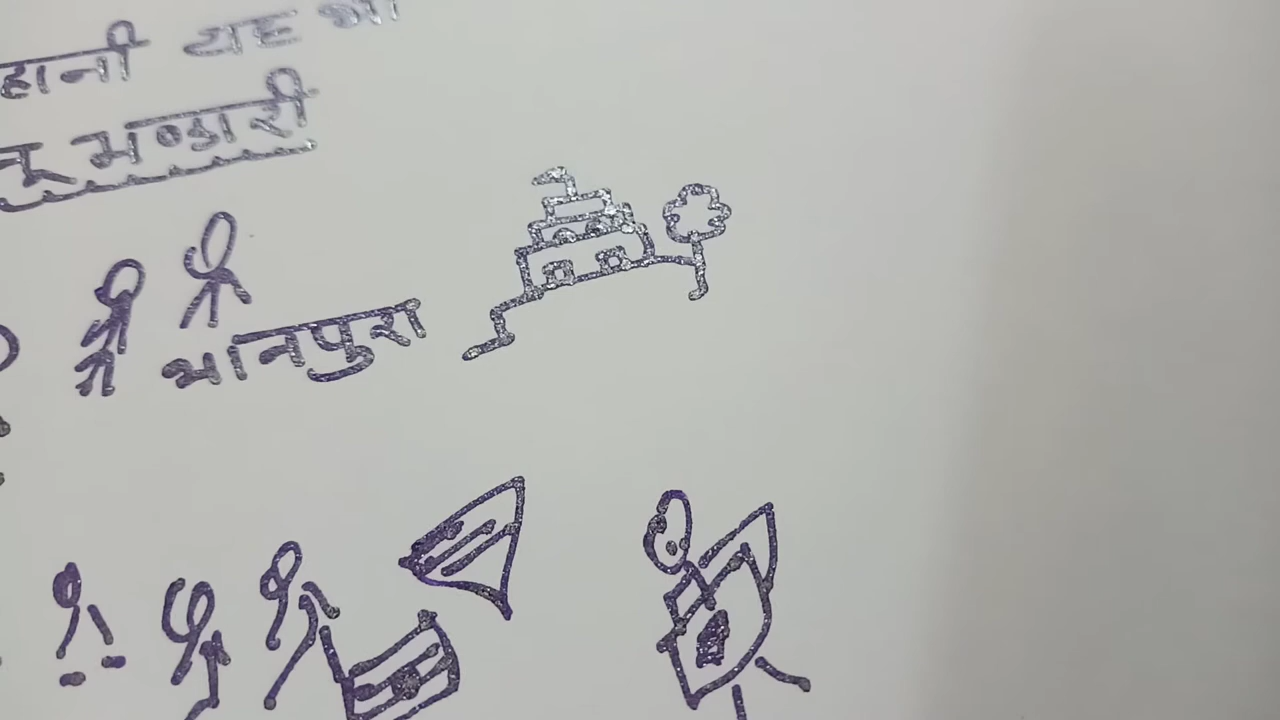 हानी यह भी
नू भण्डारी
भानपुरा